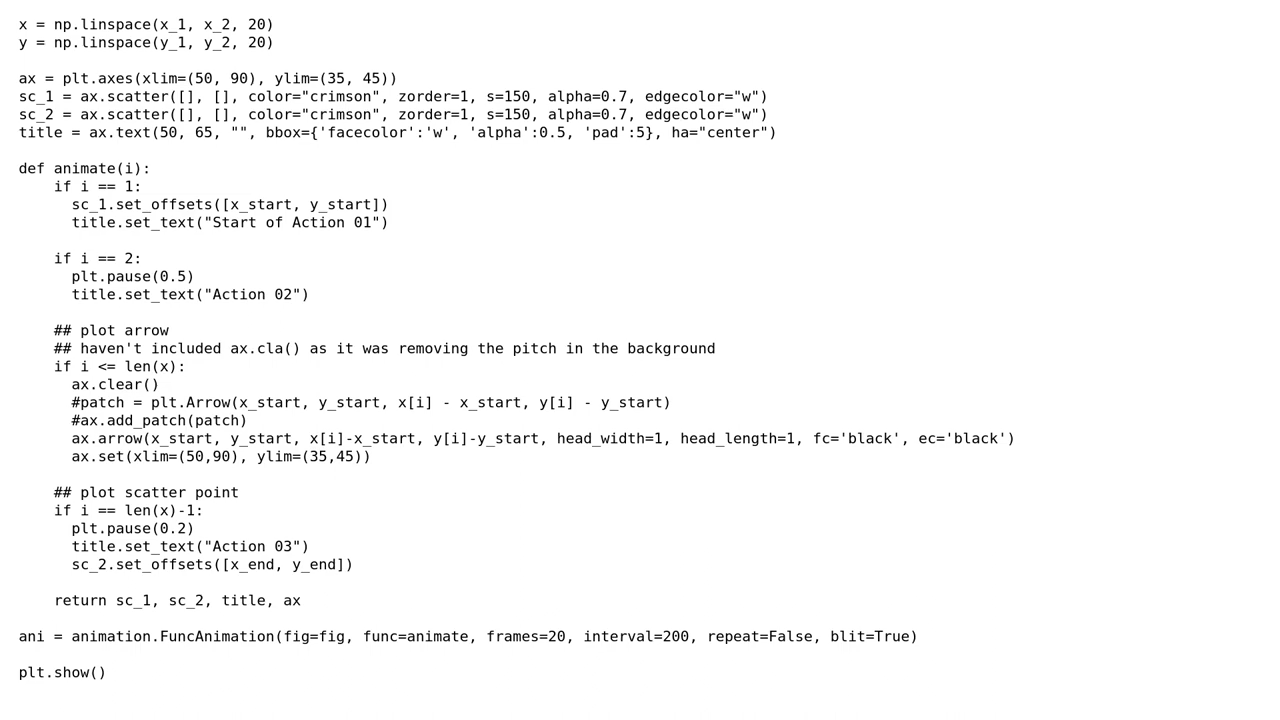 x = np.linspace(x_1, x_2, 20)
y = np.linspace(y_1, y_2, 20)

ax = plt.axes(xlim=(50, 90), ylim=(35, 45))
sc_1 = ax.scatter([], [], color="crimson", zorder=1, s=150, alpha=0.7, edgecolor="w")
sc_2 = ax.scatter([], [], color="crimson", zorder=1, s=150, alpha=0.7, edgecolor="w")
title = ax.text(50, 65, "", bbox={'facecolor':'w', 'alpha':0.5, 'pad':5}, ha="center")

def animate(i):
    if i == 1:
      sc_1.set_offsets([x_start, y_start])
      title.set_text("Start of Action 01")

    if i == 2:
      plt.pause(0.5)
      title.set_text("Action 02")

    ## plot arrow
    ## haven't included ax.cla() as it was removing the pitch in the background
    if i <= len(x):
      ax.clear()
      #patch = plt.Arrow(x_start, y_start, x[i] - x_start, y[i] - y_start)
      #ax.add_patch(patch)
      ax.arrow(x_start, y_start, x[i]-x_start, y[i]-y_start, head_width=1, head_length=1, fc='black', ec='black')
      ax.set(xlim=(50,90), ylim=(35,45))

    ## plot scatter point
    if i == len(x)-1:
      plt.pause(0.2)
      title.set_text("Action 03")
      sc_2.set_offsets([x_end, y_end])

    return sc_1, sc_2, title, ax

ani = animation.FuncAnimation(fig=fig, func=animate, frames=20, interval=200, repeat=False, blit=True)

plt.show()